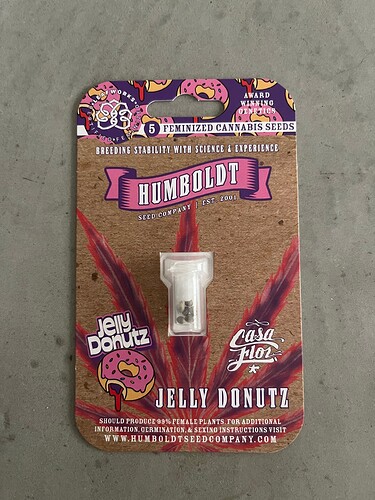 AWARD
WINNING
GENETICS
5 FEMINIZED CANNABIS SEEDS
BREEDING STABILITY WITH SCIENCE & EXPERIENCE
HUMBOLDT
SEED COMPANY | EST. 2001
Jelly
Donutz
Casa
Flor
JELLY DONUTZ
SHOULD PRODUCE 99% FEMALE PLANTS. FOR ADDITIONAL
INFORMATION, GERMINATION, & SEXING INSTRUCTIONS VISIT
WWW.HUMBOLDTSEEDCOMPANY.COM